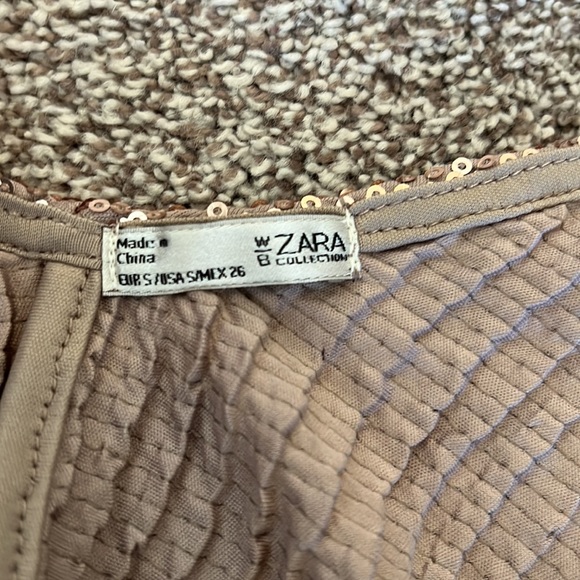 Made in
China
EUR S/USA S/MEX 26
W
B
ZARA
COLLECTION